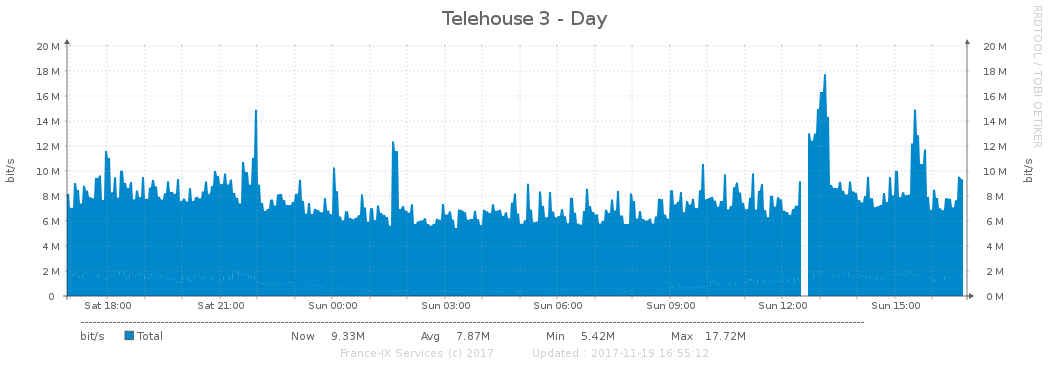 Telehouse 3 - Day
RRDTOOL / TOBI OETIKER
bit/s
20 M 20 M
18 M 18 M
16 M 16 M
14 M 14 M
12 M 12 M
10 M 10 M
8 M 8 M
6 M 6 M
4 M 4 M
2 M 2 M
0 0 M
bit/s
Sat 18:00 Sat 21:00 Sun 00:00 Sun 03:00 Sun 06:00 Sun 09:00 Sun 12:00 Sun 15:00
bit/s Total Now 9.33M Avg 7.87M Min 5.42M Max 17.72M
France-IX Services (c) 2017 Updated : 2017-11-19 16:55:12